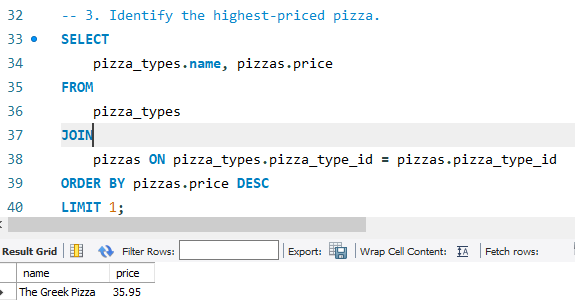 32 -- 3. Identify the highest-priced pizza.
33 SELECT
34 pizza_types.name, pizzas.price
35 FROM
36 pizza_types
37 JOIN
38 pizzas ON pizza_types.pizza_type_id = pizzas.pizza_type_id
39 ORDER BY pizzas.price DESC
40 LIMIT 1;
Result Grid Filter Rows: Export: Wrap Cell Content: Fetch rows:
name price
The Greek Pizza 35.95